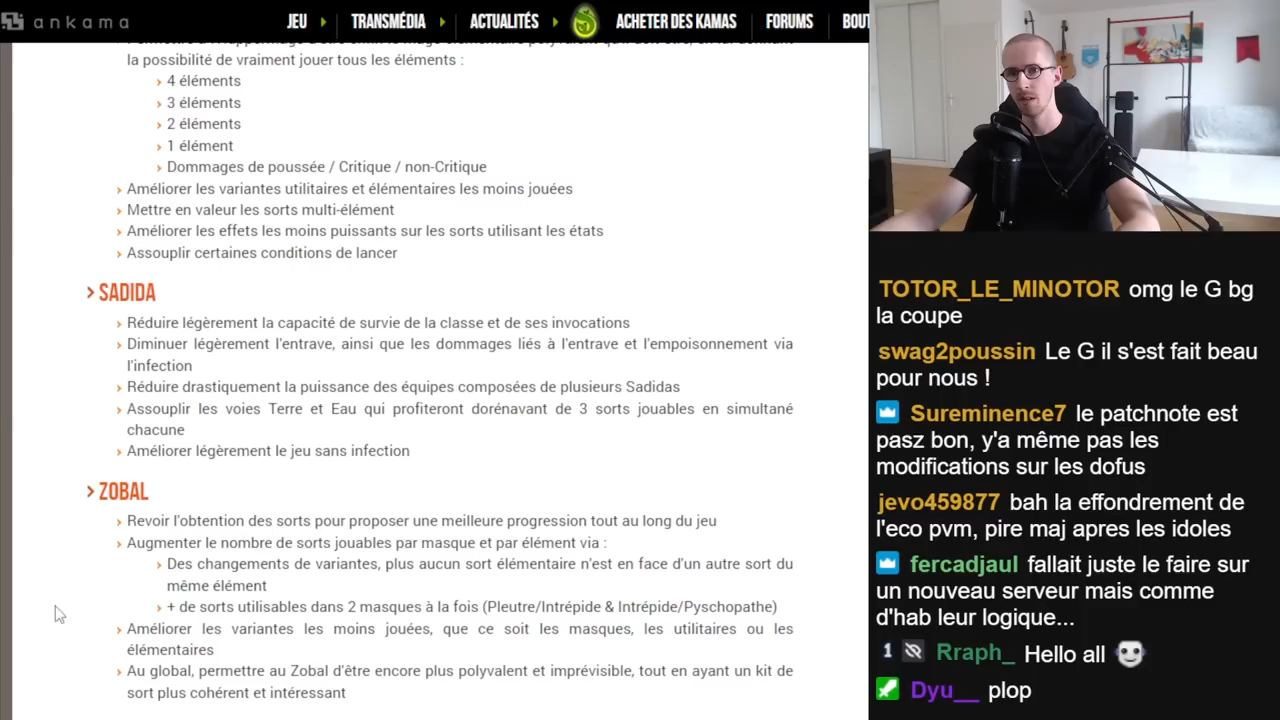 ankama
JEU
TRANSMÉDIA
ACTUALITÉS
ACHETER DES KAMAS
FORUMS
BOUT
la possibilité de vraiment jouer tous les éléments :
4 éléments
3 éléments
2 éléments
1 élément
Dommages de poussée / Critique / non-Critique
Améliorer les variantes utilitaires et élémentaires les moins jouées
Mettre en valeur les sorts multi-élément
Améliorer les effets les moins puissants sur les sorts utilisant les états
Assouplir certaines conditions de lancer
SADIDA
Réduire légèrement la capacité de survie de la classe et de ses invocations
Diminuer légèrement l'entrave, ainsi que les dommages liés à l'entrave et l'empoisonnement via
l'infection
Réduire drastiquement la puissance des équipes composées de plusieurs Sadidas
Assouplir les voies Terre et Eau qui profiteront dorénavant de 3 sorts jouables en simultané
chacune
Améliorer légèrement le jeu sans infection
ZOBAL
Revoir l'obtention des sorts pour proposer une meilleure progression tout au long du jeu
Augmenter le nombre de sorts jouables par masque et par élément via :
Des changements de variantes, plus aucun sort élémentaire n'est en face d'un autre sort du
même élément
+ de sorts utilisables dans 2 masques à la fois (Pleutre/Intrépide & Intrépide/Pyschopathe)
Améliorer les variantes les moins jouées, que ce soit les masques, les utilitaires ou les
élémentaires
Au global, permettre au Zobal d'être encore plus polyvalent et imprévisible, tout en ayant un kit de
sort plus cohérent et intéressant
TOTOR_LE_MINOTOR omg le G bg
la coupe
swag2poussin Le G il s'est fait beau
pour nous !
Sureminence7 le patchnote est
pasz bon, y'a même pas les
modifications sur les dofus
jevo459877 bah la effondrement de
l'eco pvm, pire maj apres les idoles
fercadjaul fallait juste le faire sur
un nouveau serveur mais comme
d'hab leur logique...
1 Rraph_ Hello all
Dyu__ plop